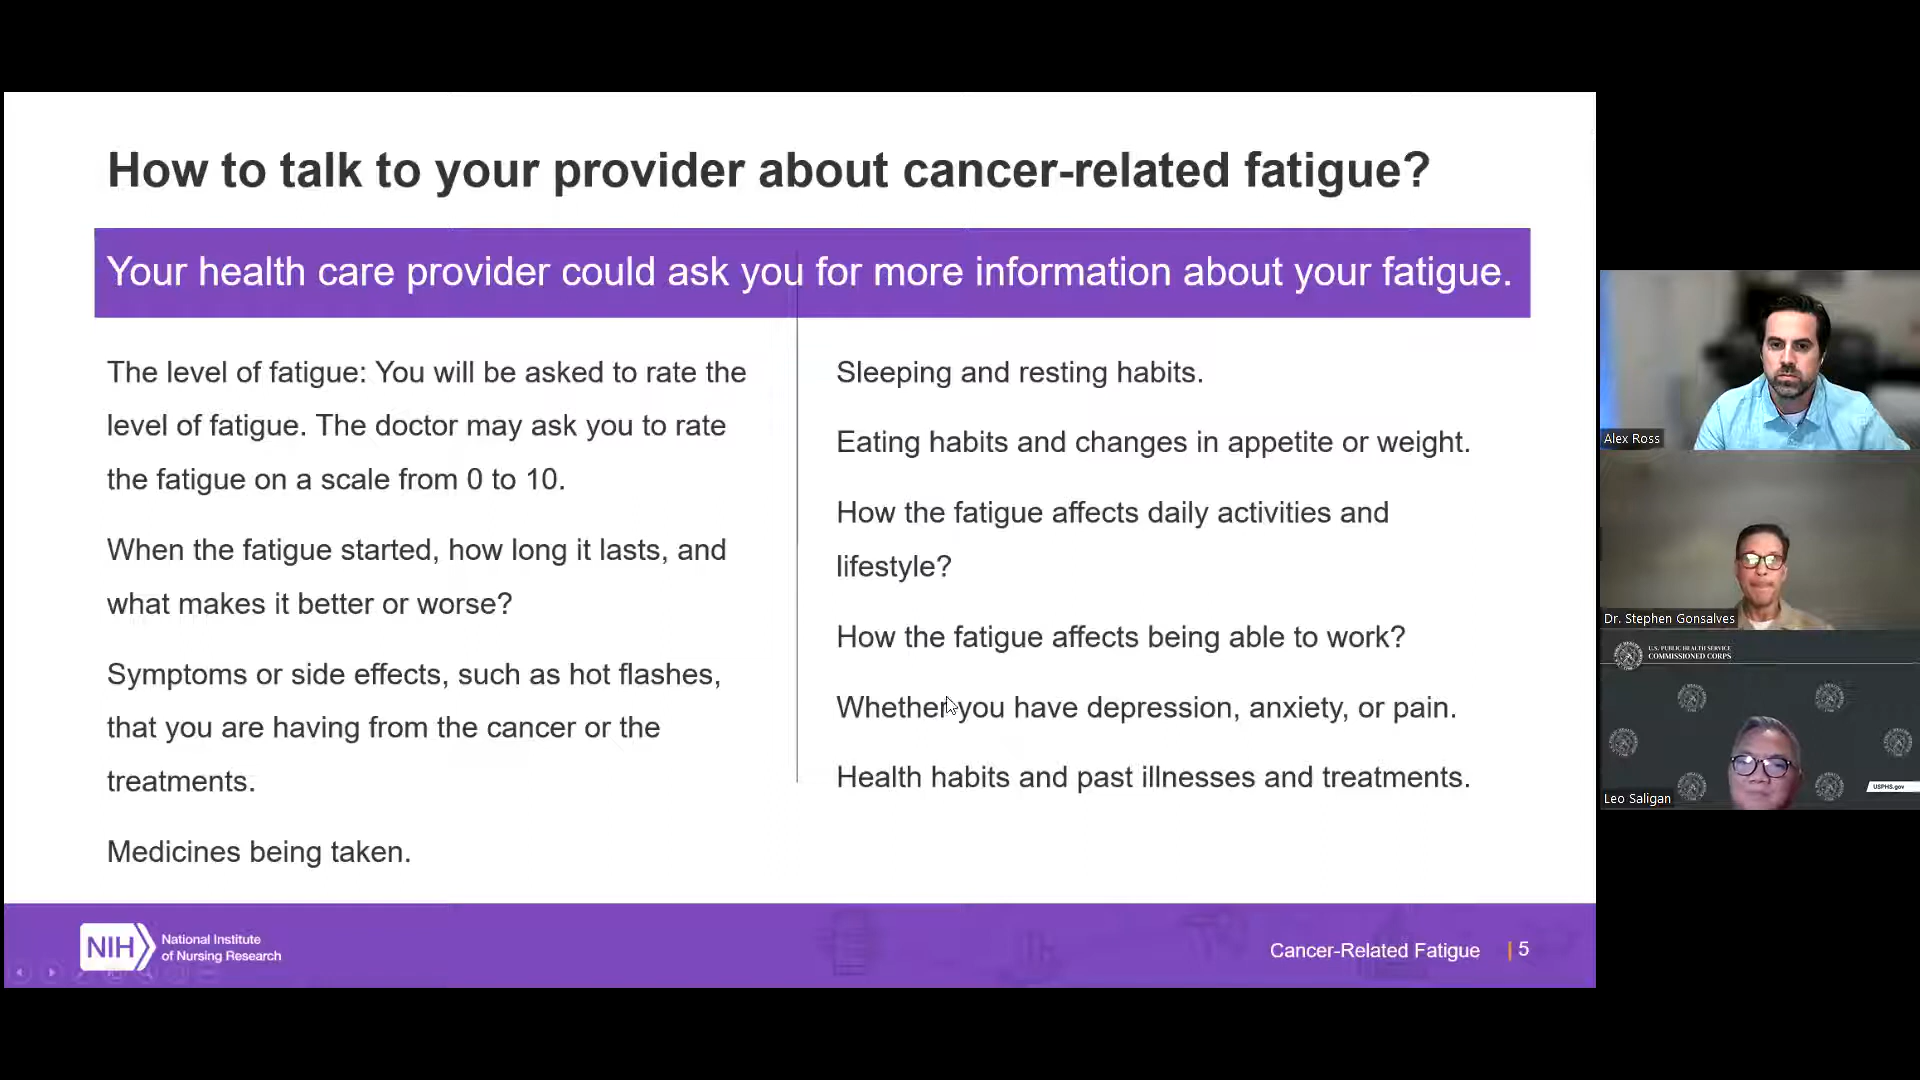 How to talk to your provider about cancer-related fatigue?
Your health care provider could ask you for more information about your fatigue.
The level of fatigue: You will be asked to rate the
level of fatigue. The doctor may ask you to rate
the fatigue on a scale from 0 to 10.
When the fatigue started, how long it lasts, and
what makes it better or worse?
Symptoms or side effects, such as hot flashes,
that you are having from the cancer or the
treatments.
Medicines being taken.
Sleeping and resting habits.
Eating habits and changes in appetite or weight.
How the fatigue affects daily activities and
lifestyle?
How the fatigue affects being able to work?
Whether you have depression, anxiety, or pain.
Health habits and past illnesses and treatments.
NIH
National Institute
of Nursing Research
Cancer-Related Fatigue | 5
Alex Ross
Dr. Stephen Gonsalves
U.S. PUBLIC HEALTH SERVICE
COMMISSIONED CORPS
USPHS.gov
Leo Saligan